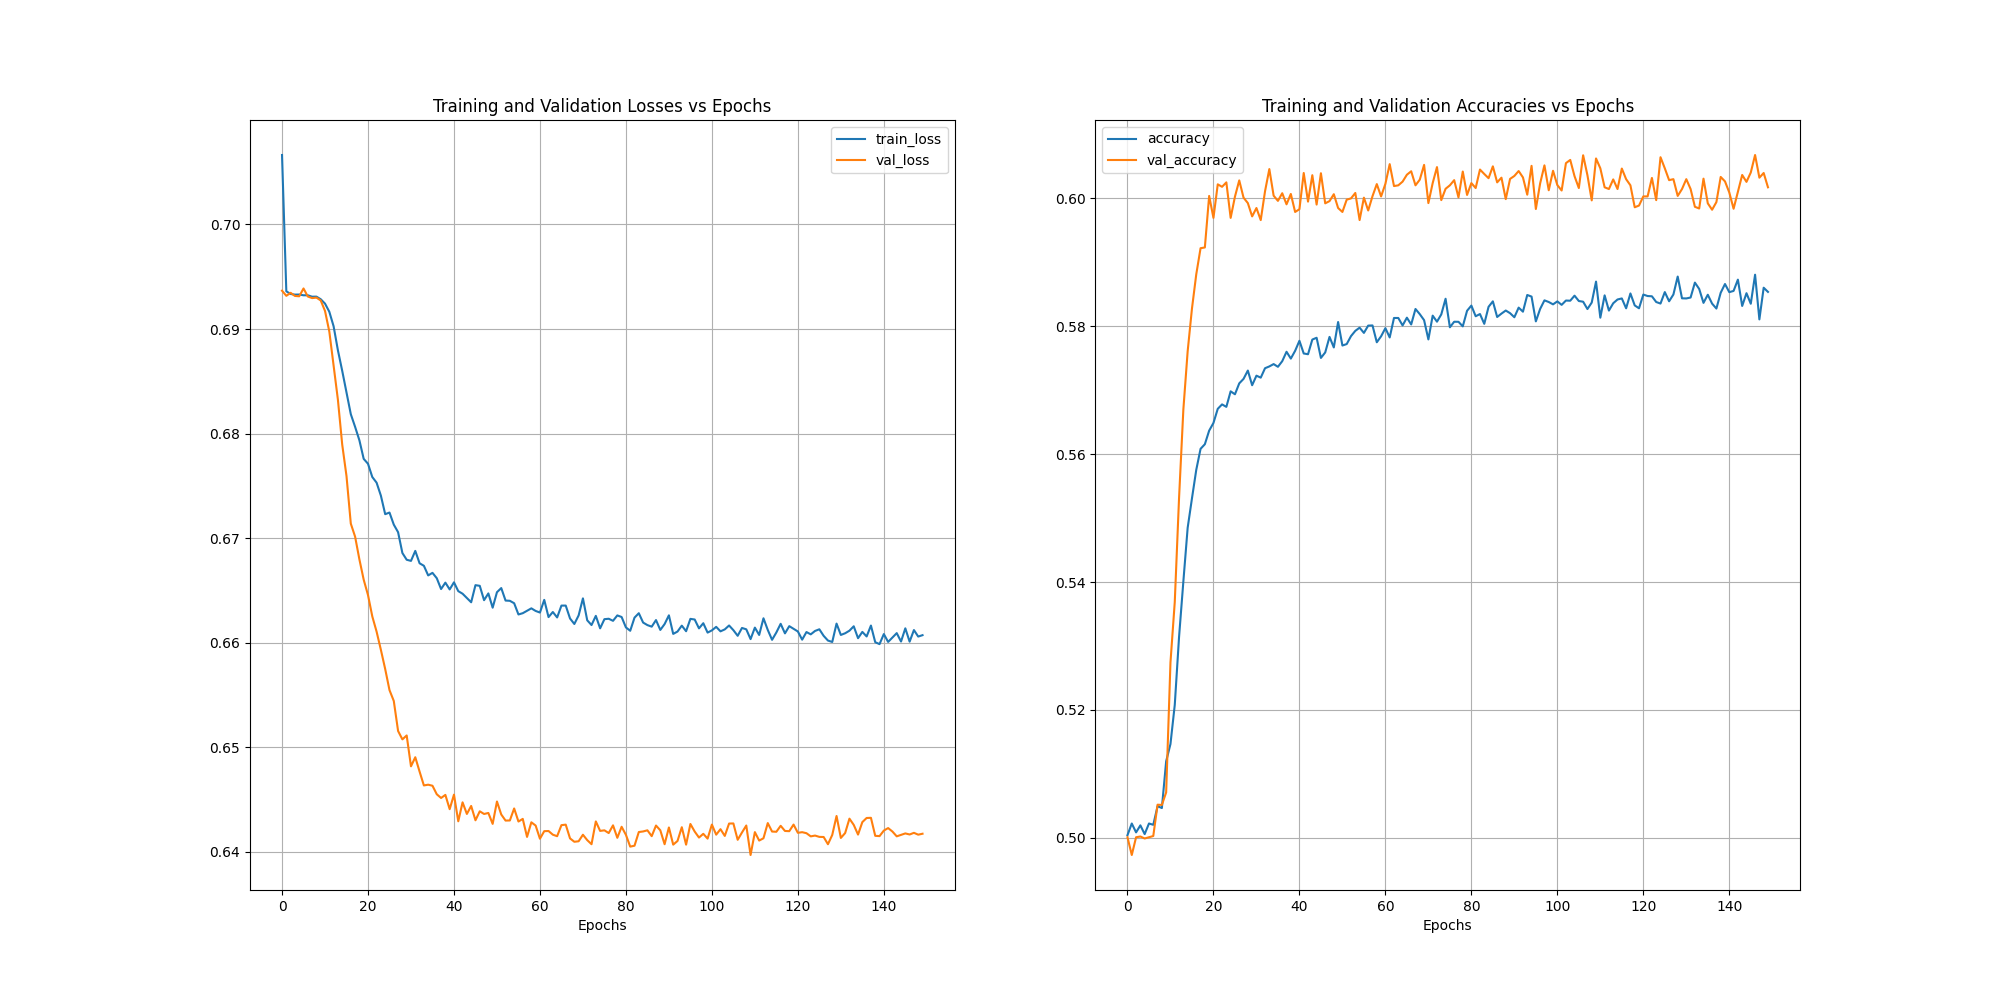 Training and Validation Losses vs Epochs
train_loss
val_loss
0.70
0.69
0.68
0.67
0.66
0.65
0.64
0 20 40 60 80 100 120 140
Epochs
Training and Validation Accuracies vs Epochs
accuracy
val_accuracy
0.60
0.58
0.56
0.54
0.52
0.50
0 20 40 60 80 100 120 140
Epochs